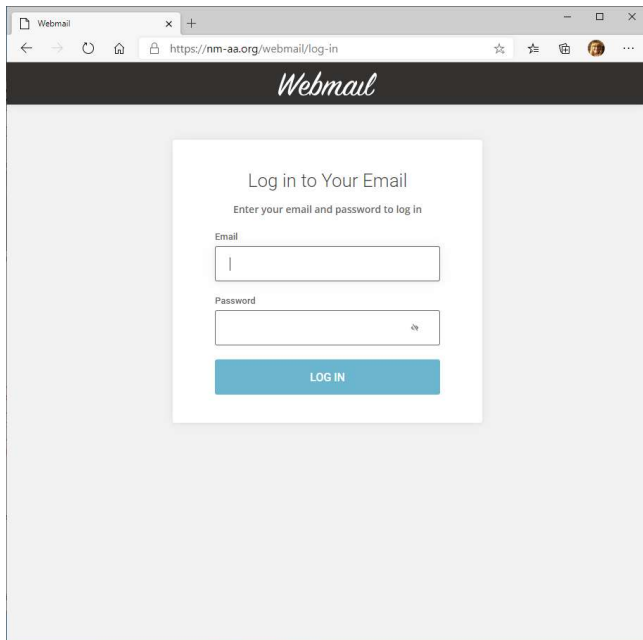 Webmail
https://nm-aa.org/webmail/log-in
Webmail
Log in to Your Email
Enter your email and password to log in
Email
Password
LOG IN